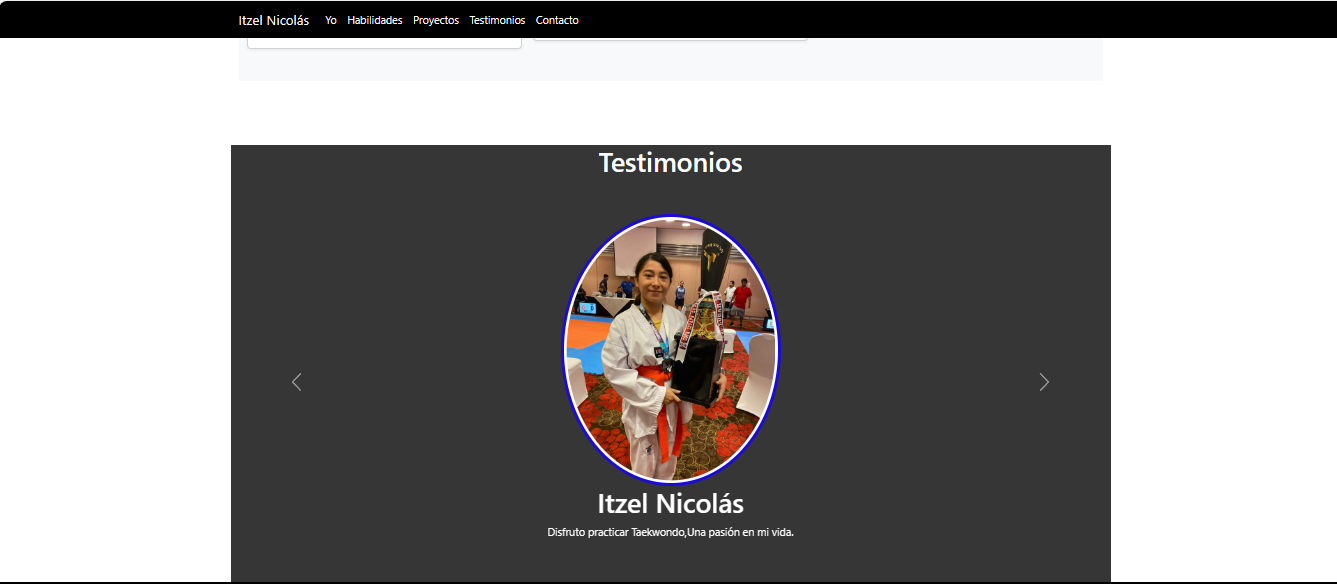 Itzel Nicolás Yo Habilidades Proyectos Testimonios Contacto
Testimonios
Itzel Nicolás
Disfruto practicar Taekwondo,Una pasión en mi vida.